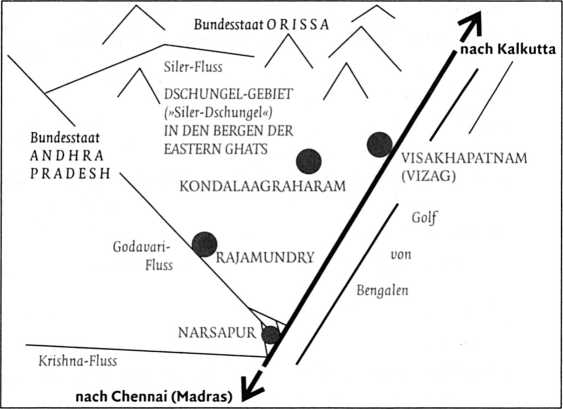 Bundesstaat ORISSA
nach Kalkutta
Siler-Fluss
DSCHUNGEL-GEBIET
(»Siler-Dschungel«)
IN DEN BERGEN DER
EASTERN GHATS
Bundesstaat
ANDHRA
PRADESH
VISAKHAPATNAM
(VIZAG)
KONDALAAGRAHARAM
Golf
von
Bengalen
Godavari-
Fluss
RAJAMUNDRY
NARSAPUR
Krishna-Fluss
nach Chennai (Madras)